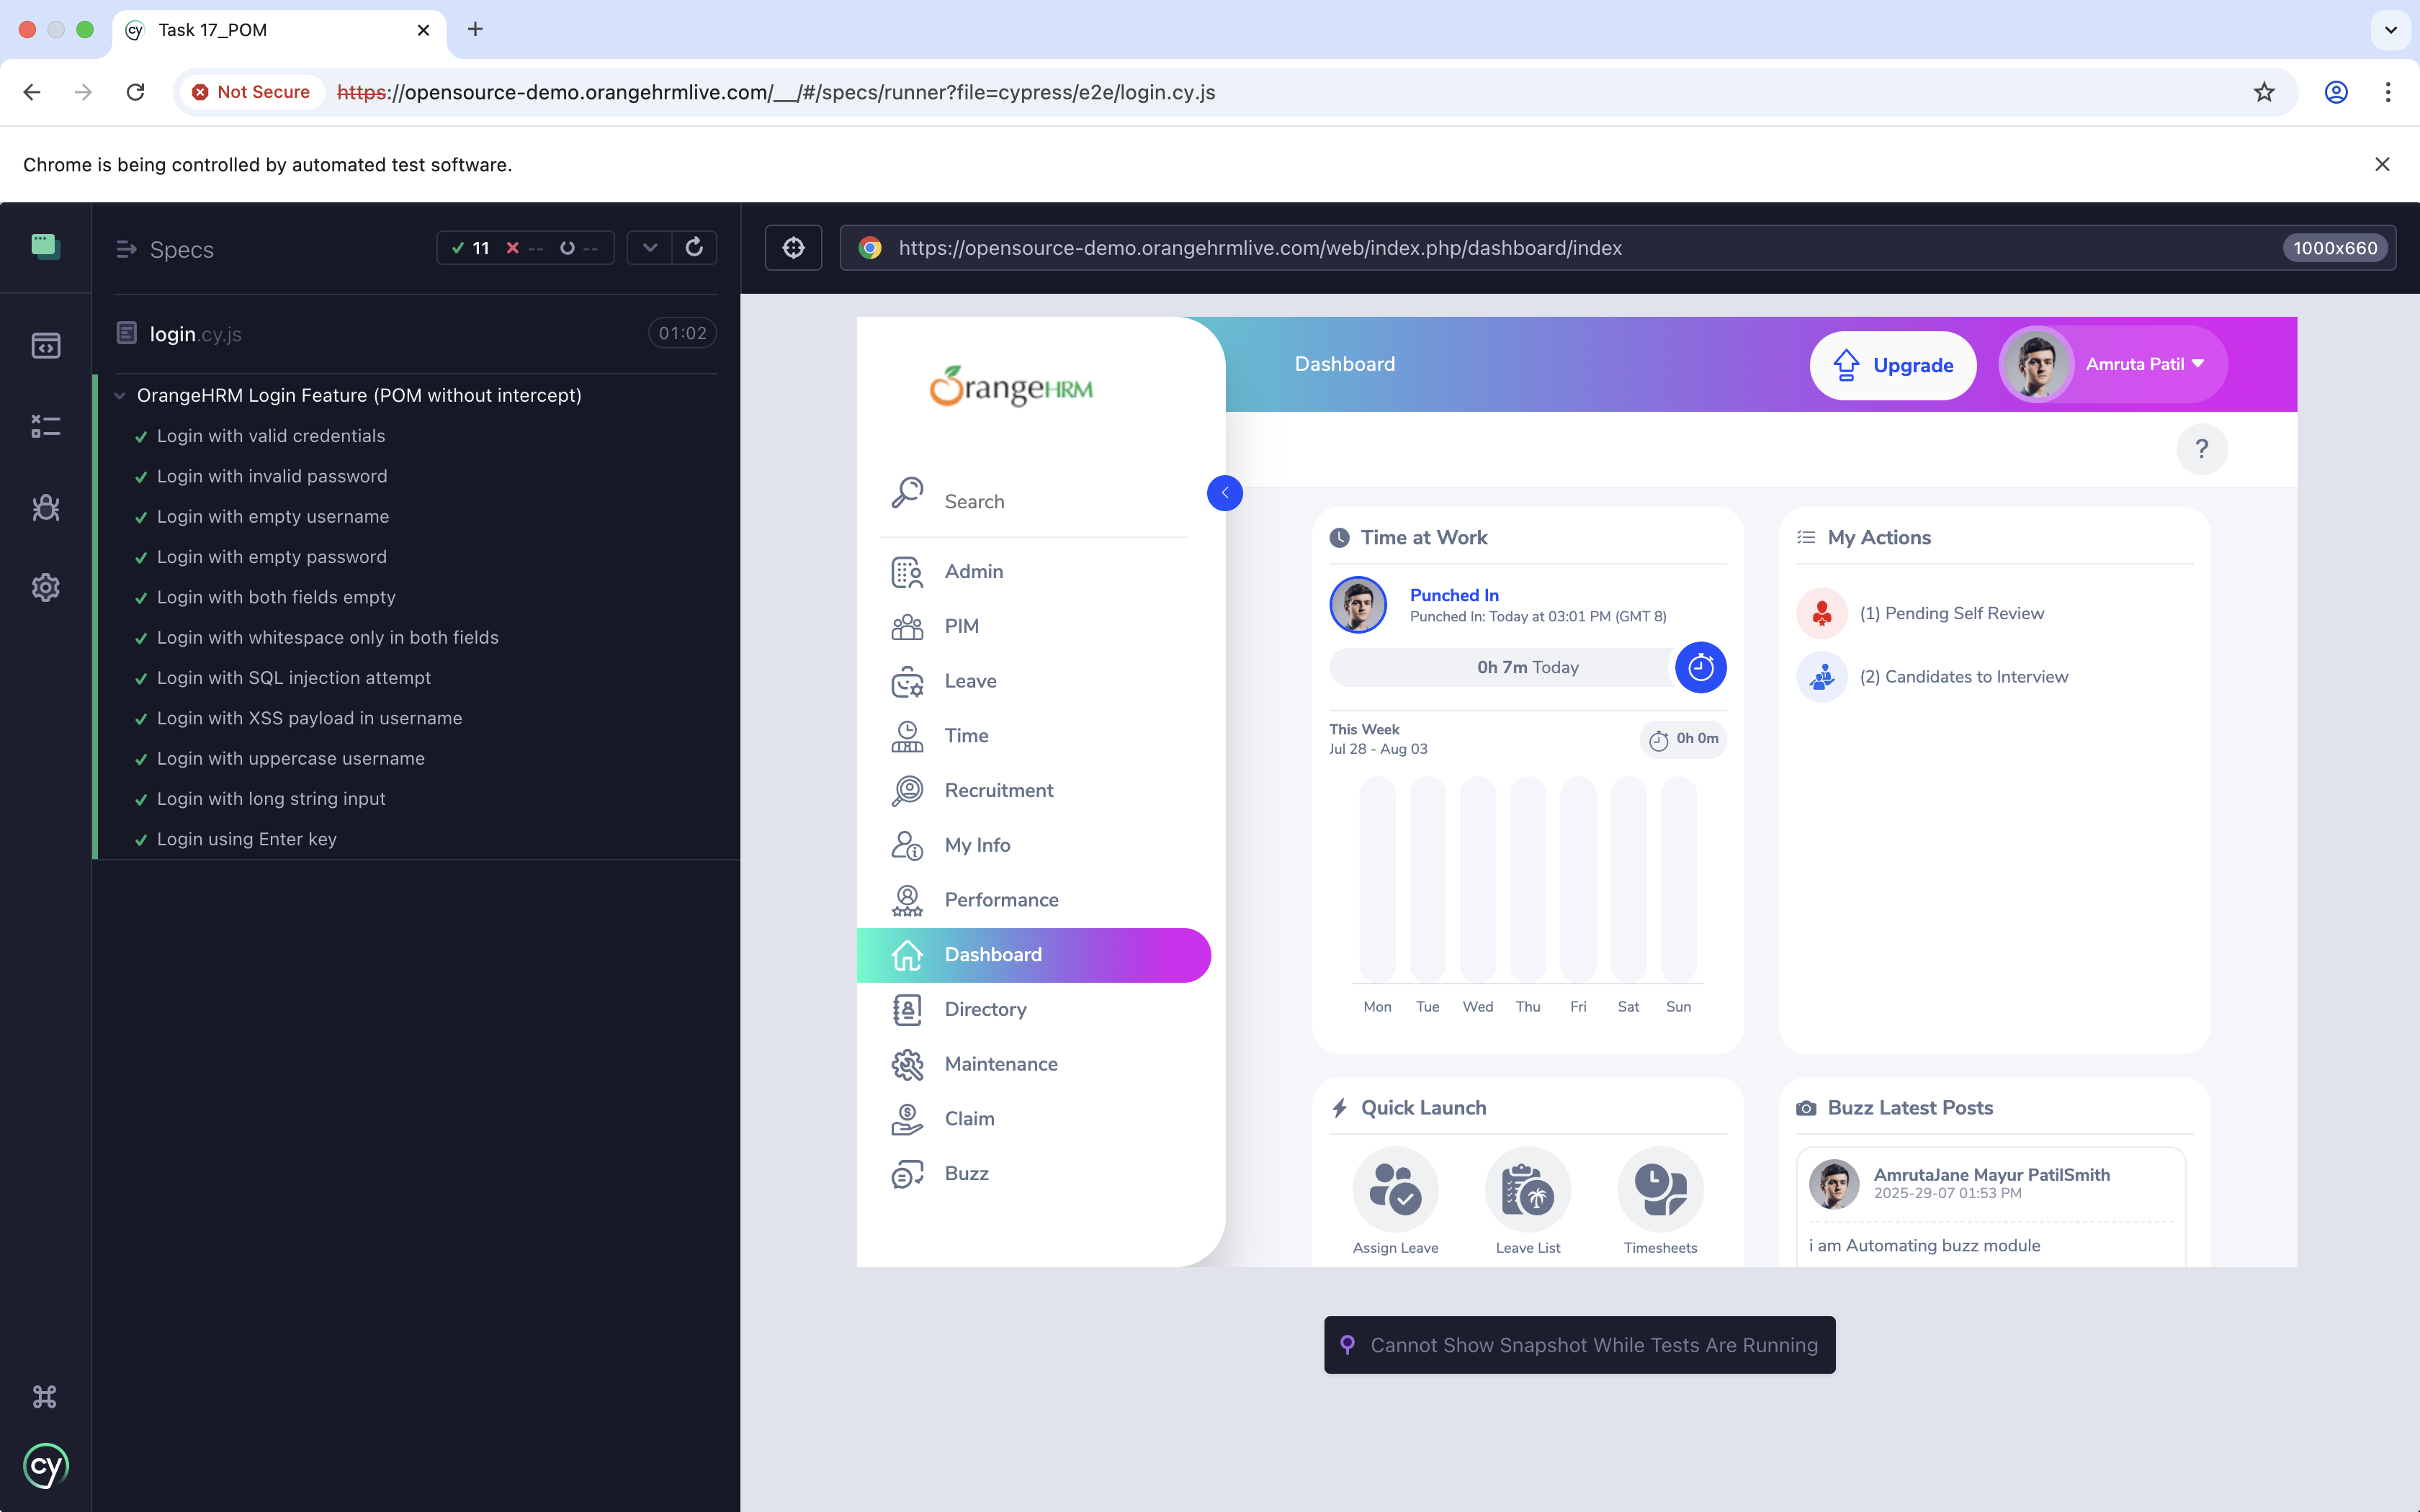 Task 17_POM
Not Secure https://opensource-demo.orangehrmlive.com/__/#/specs/runner?file=cypress/e2e/login.cy.js
Chrome is being controlled by automated test software.
Specs
11 -- --
login.cy.js 01:02
OrangeHRM Login Feature (POM without intercept)
Login with valid credentials
Login with invalid password
Login with empty username
Login with empty password
Login with both fields empty
Login with whitespace only in both fields
Login with SQL injection attempt
Login with XSS payload in username
Login with uppercase username
Login with long string input
Login using Enter key
cy
https://opensource-demo.orangehrmlive.com/web/index.php/dashboard/index 1000x660
OrangeHRM
Search
Admin
PIM
Leave
Time
Recruitment
My Info
Performance
Dashboard
Directory
Maintenance
Claim
Buzz
Dashboard
Upgrade
Amruta Patil
?
Time at Work
Punched In
Punched In: Today at 03:01 PM (GMT 8)
0h 7m Today
This Week
Jul 28 - Aug 03
0h 0m
Mon Tue Wed Thu Fri Sat Sun
My Actions
(1) Pending Self Review
(2) Candidates to Interview
Quick Launch
Assign Leave Leave List Timesheets
Buzz Latest Posts
AmrutaJane Mayur PatilSmith
2025-29-07 01:53 PM
i am Automating buzz module
Cannot Show Snapshot While Tests Are Running